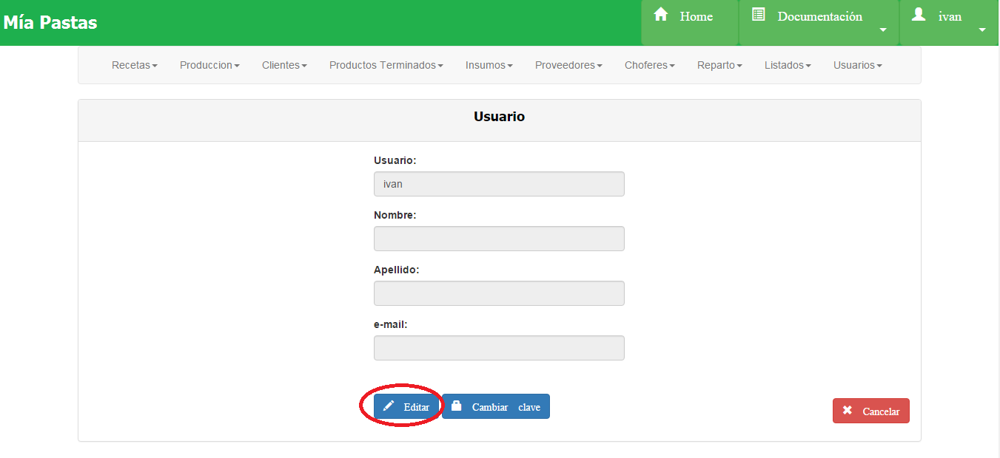 Mía Pastas Home Documentación ivan
Recetas Produccion Clientes Productos Terminados Insumos Proveedores Choferes Reparto Listados Usuarios
Usuario
Usuario:
ivan
Nombre:
Apellido:
e-mail:
Editar Cambiar clave Cancelar